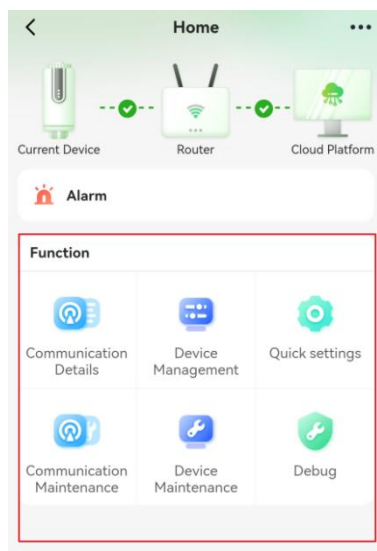 Home
Current Device
Router
Cloud Platform
Alarm
Function
Communication
Details
Device
Management
Quick settings
Communication
Maintenance
Device
Maintenance
Debug